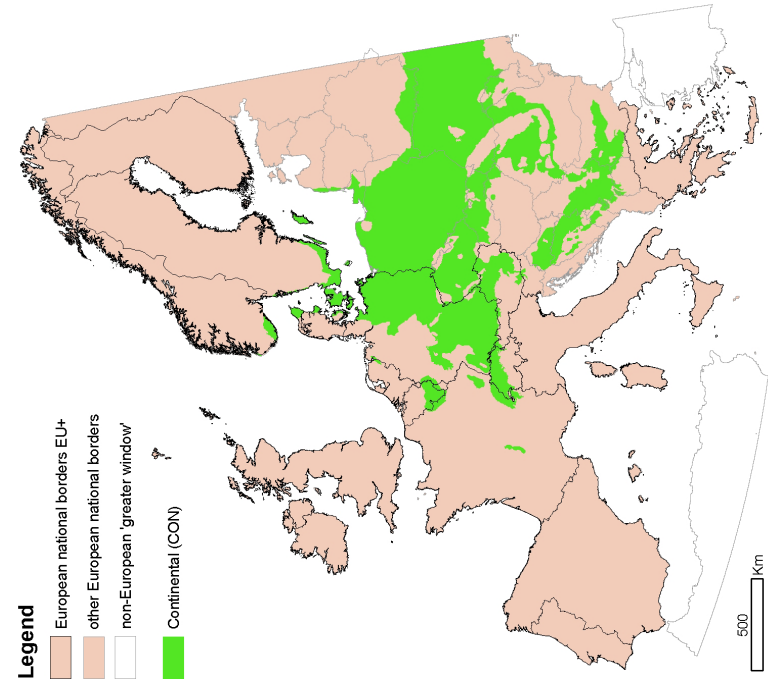 Legend
European national borders EU+
other European national borders
non-European 'greater window'
Continental (CON)
500
Km